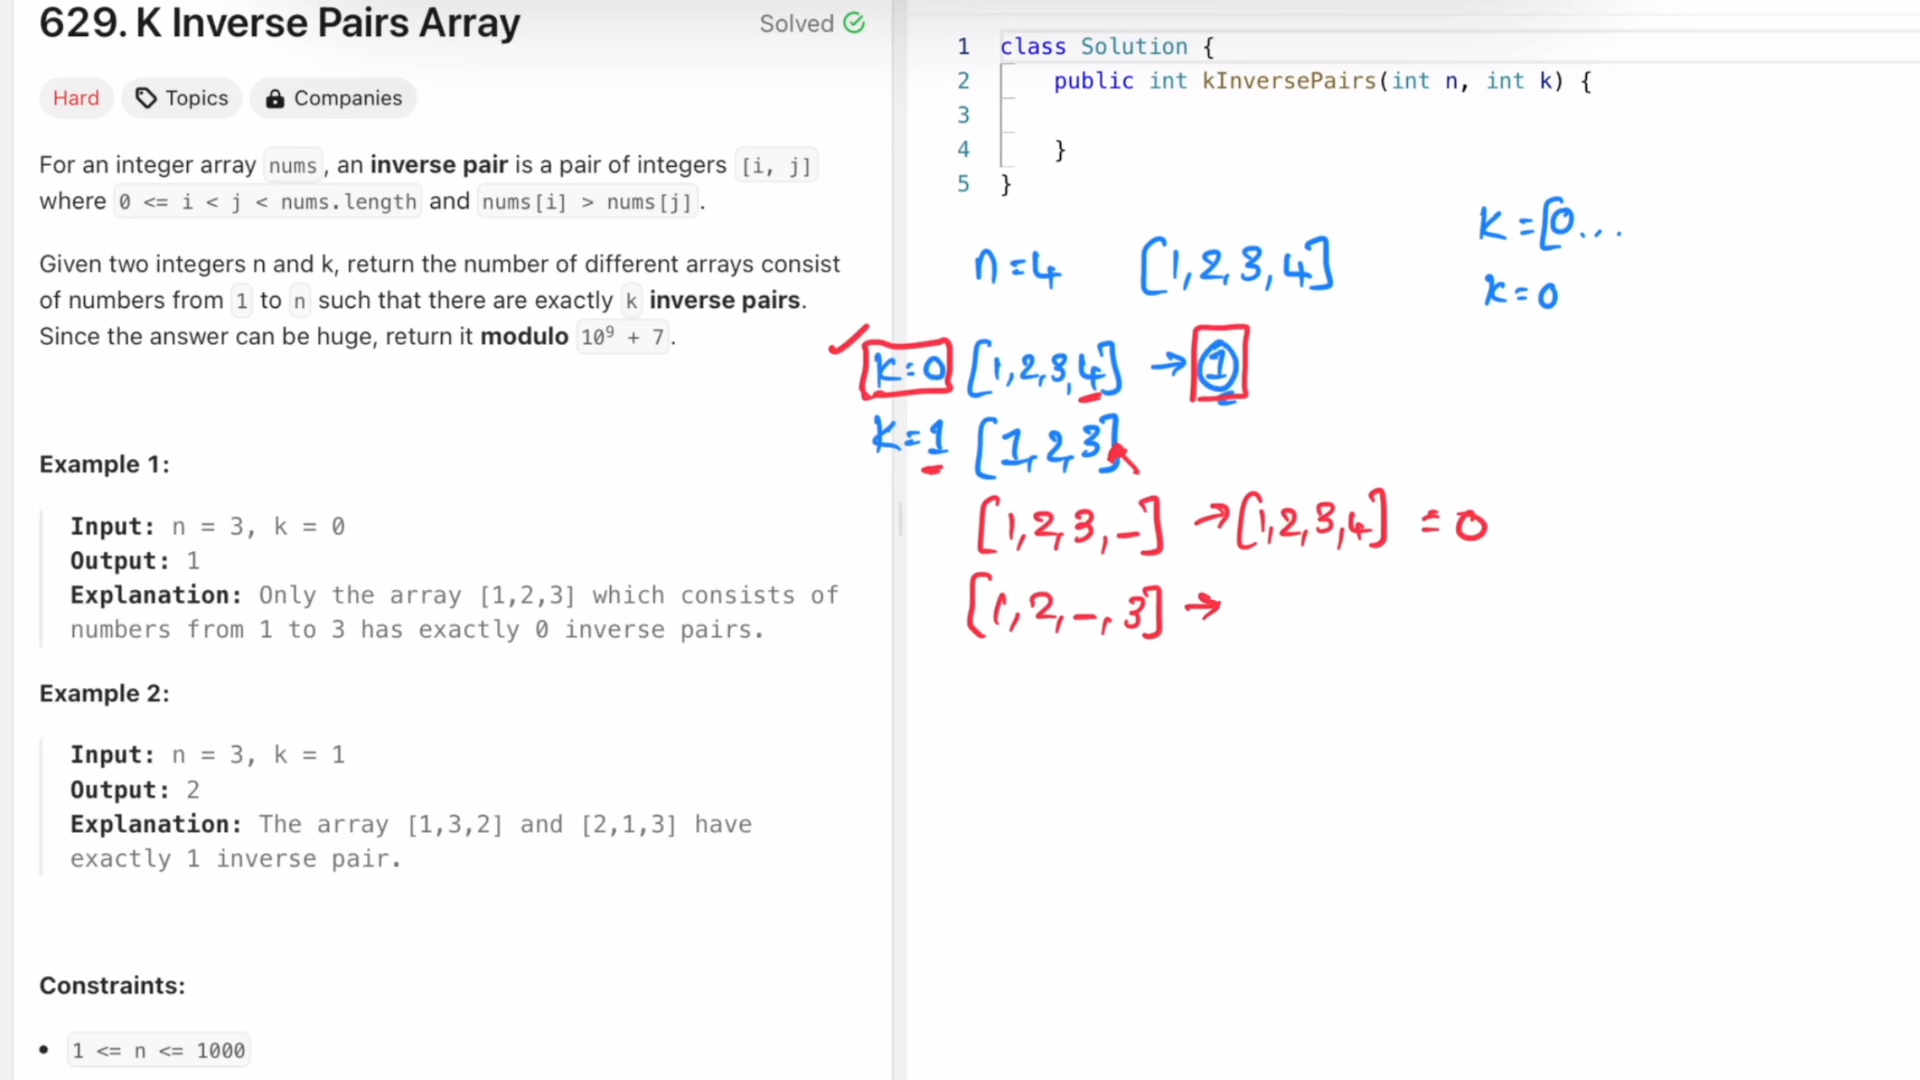 629. K Inverse Pairs Array
Solved
Hard Topics Companies
For an integer array nums, an inverse pair is a pair of integers [i, j]
where 0 <= i < j < nums.length and nums[i] > nums[j].
Given two integers n and k, return the number of different arrays consist
of numbers from 1 to n such that there are exactly k inverse pairs.
Since the answer can be huge, return it modulo 10⁹ + 7.
Example 1:
Input: n = 3, k = 0
Output: 1
Explanation: Only the array [1,2,3] which consists of
numbers from 1 to 3 has exactly 0 inverse pairs.
Example 2:
Input: n = 3, k = 1
Output: 2
Explanation: The array [1,3,2] and [2,1,3] have
exactly 1 inverse pair.
Constraints:
• 1 <= n <= 1000
1 class Solution {
2 public int kInversePairs(int n, int k) {
3
4 }
5 }
K = [0...
n=4 [1,2,3,4]
K=0
K=0 [1,2,3,4] → 1
K=1 [1,2,3]
[1,2,3,-] → [1,2,3,4] = 0
[1,2,-,3] →